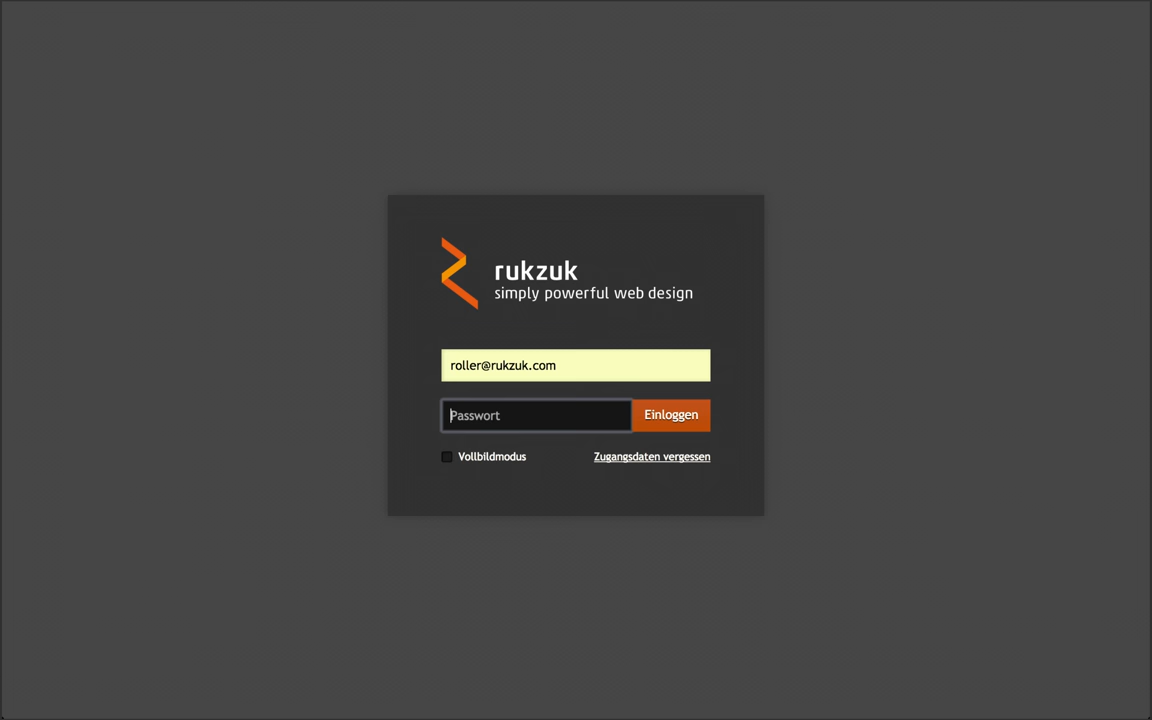 rukzuk
simply powerful web design
roller@rukzuk.com
Passwort
Einloggen
Vollbildmodus
Zugangsdaten vergessen